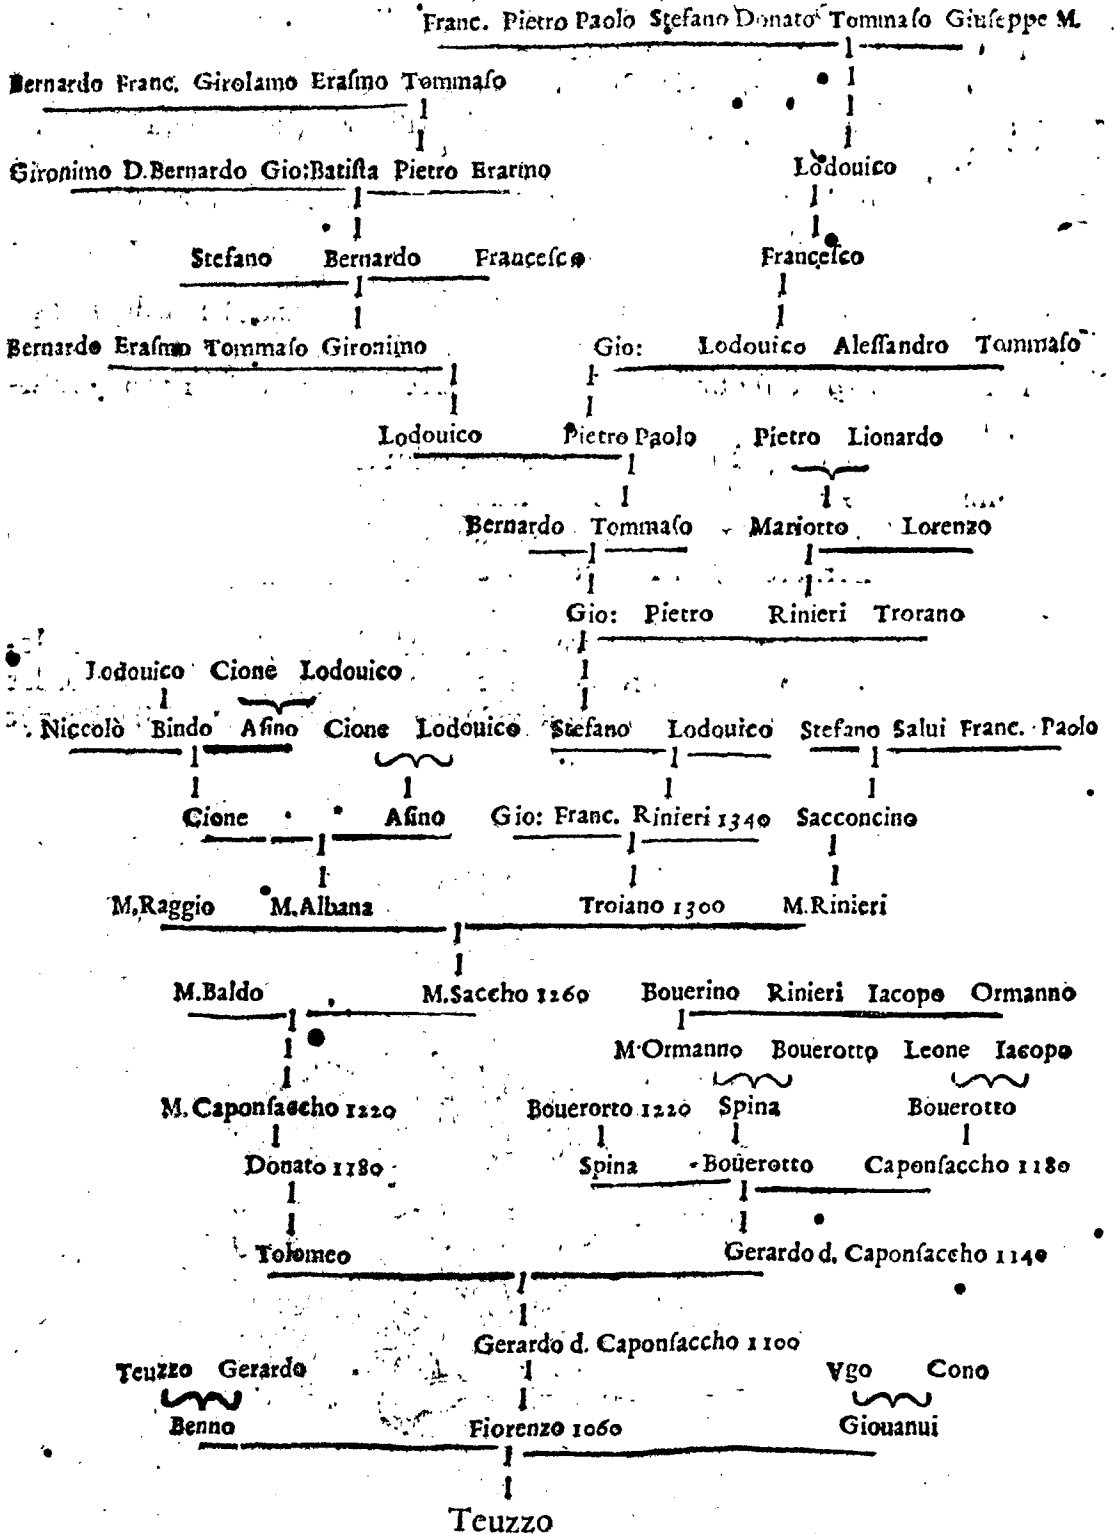 Franc. Pietro Paolo Stefano Donato Tommaſo Giuſeppe M.
Bernardo Franc. Girolamo Eraſmo Tommaſo
Gironimo D. Bernardo Gio: Batiſta Pietro Erarmo
Lodouico
Stefano Bernardo Franceſco
Franceſco
Bernardo Eraſmo Tommaſo Gironimo
Gio: Lodouico Aleſſandro Tommaſo
Lodouico Pietro Paolo Pietro Lionardo
Bernardo Tommaſo Mariotto Lorenzo
Gio: Pietro Rinieri Trorano
Lodouico Cione Lodouico
Niccolò Bindo Aſino Cione Lodouico Stefano Lodouico Stefano Salui Franc. Paolo
Cione Aſino Gio: Franc. Rinieri 1340 Sacconcino
M. Raggio M. Albana Troiano 1300 M. Rinieri
M. Baldo M. Saccho 1260 Bouerino Rinieri Iacopo Ormanno
M. Ormanno Bouerotto Leone Iacopo
M. Caponſaccho 1220 Bouerorto 1220 Spina Bouerotto
Donato 1180 Spina Bouerotto Caponſaccho 1180
Tolomeo Gerardo d. Caponſaccho 1140
Gerardo d. Caponſaccho 1100
Teuzzo Gerardo Vgo Cono
Benno Fiorenzo 1060 Giouanui
Teuzzo